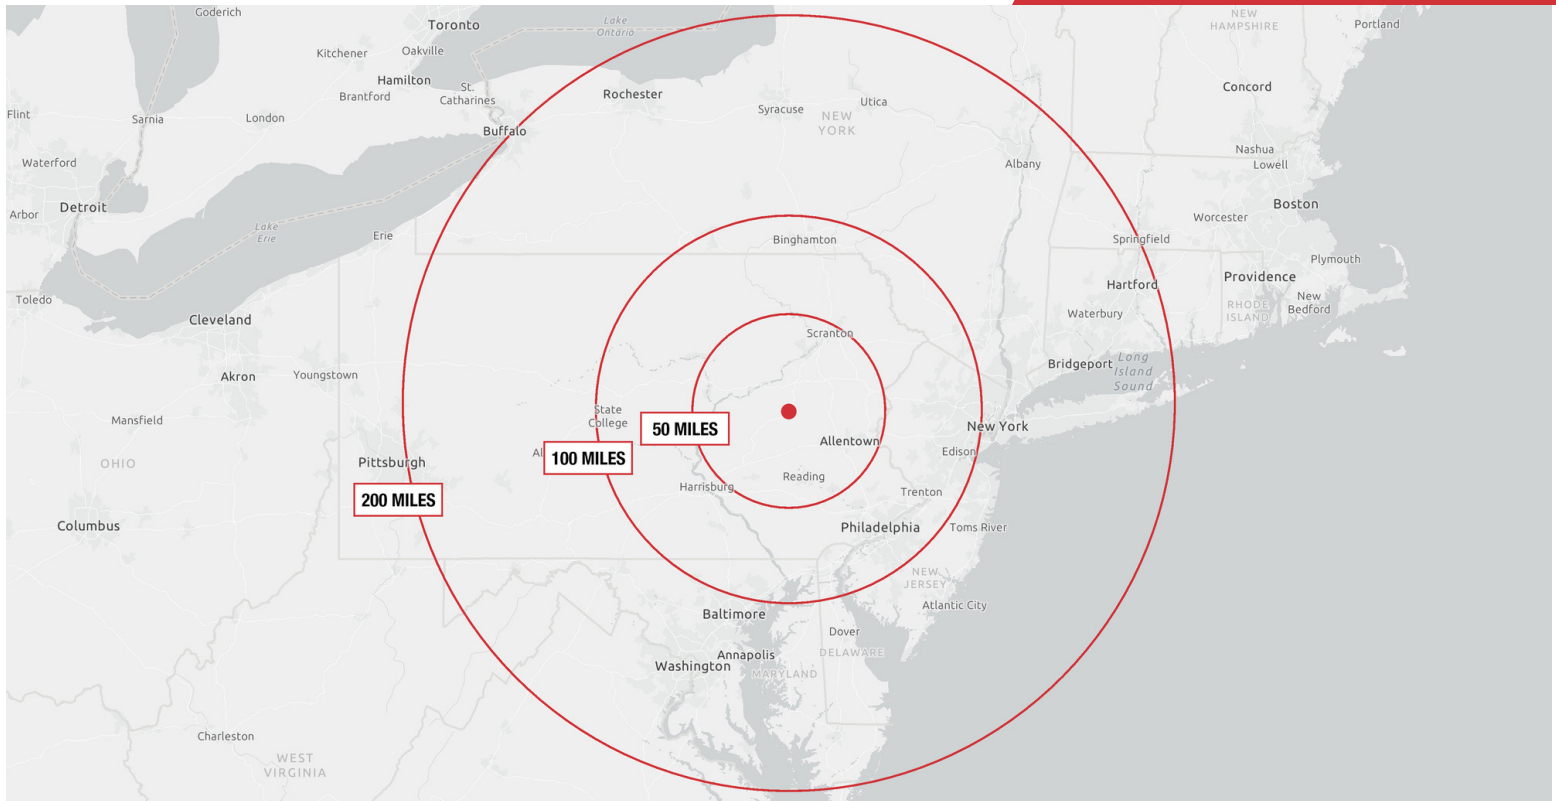 Goderich
Toronto
Lake
Ontario
NEW
HAMPSHIRE
Portland
Kitchener
Oakville
Hamilton
St.
Catharines
Brantford
Rochester
Concord
Flint
Sarnia
London
Syracuse
Utica
NEW
YORK
Buffalo
Nashua
Lowell
Waterford
Albany
Arbor
Detroit
Worcester
Boston
Lake
Erie
Erie
Binghamton
Springfield
Plymouth
Providence
Hartford
Toledo
RHODE
ISLAND
New
Bedford
Waterbury
Cleveland
Scranton
Bridgeport
Long
Island
Sound
Akron
Youngstown
State
College
Mansfield
50 MILES
New York
Allentown
Edison
Al
100 MILES
OHIO
Pittsburgh
Reading
Harrisburg
Trenton
200 MILES
Columbus
Philadelphia
Toms River
NEW
JERSEY
Atlantic City
Baltimore
Dover
DELAWARE
Annapolis
Washington
MARYLAND
Charleston
WEST
VIRGINIA